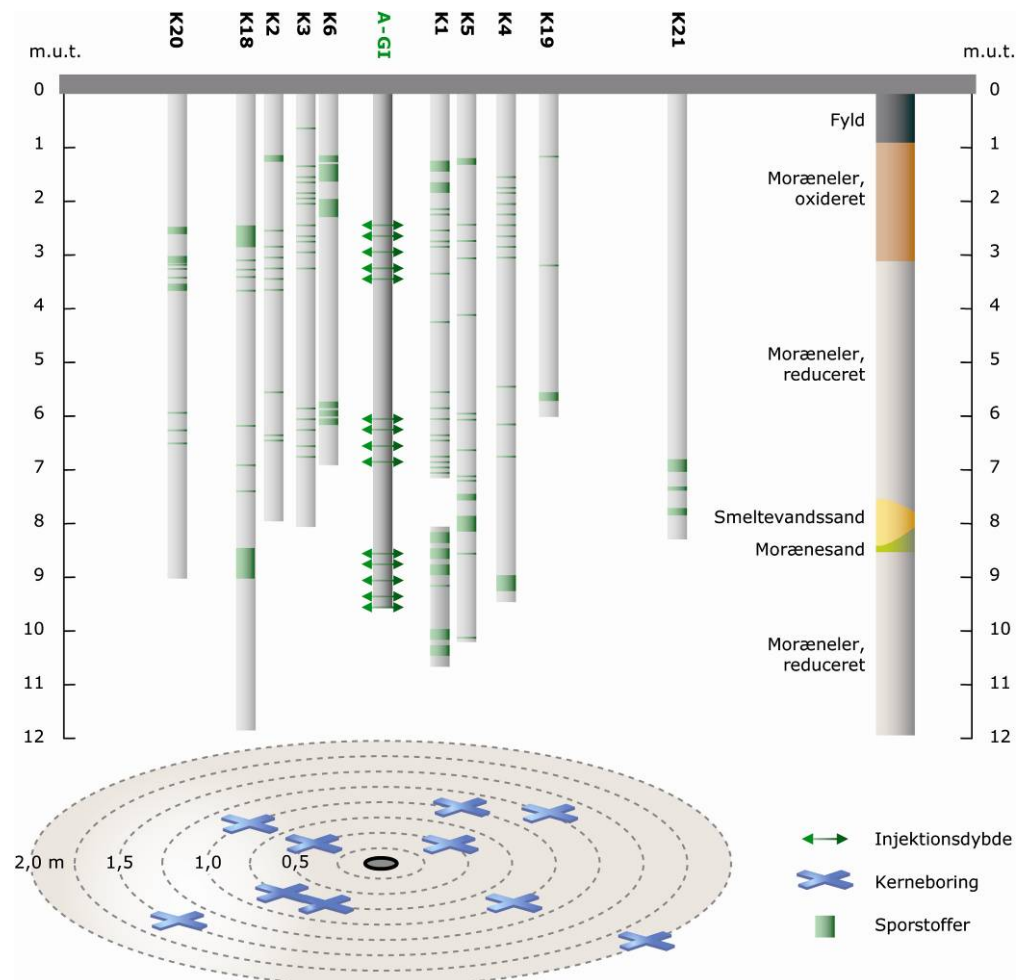 K20 K18 K2 K3 K6 A-GI K1 K5 K4 K19 K21
m.u.t. m.u.t.
0 0
Fyld
1 1
Moræneler,
oxideret
2 2
3 3
4 4
Moræneler,
reduceret
5 5
6 6
7 7
Smeltevandssand
8 8
Morænesand
9 9
10 10
Moræneler,
reduceret
11 11
12 12
2,0 m 1,5 1,0 0,5
Injektionsdybde
Kerneboring
Sporstoffer